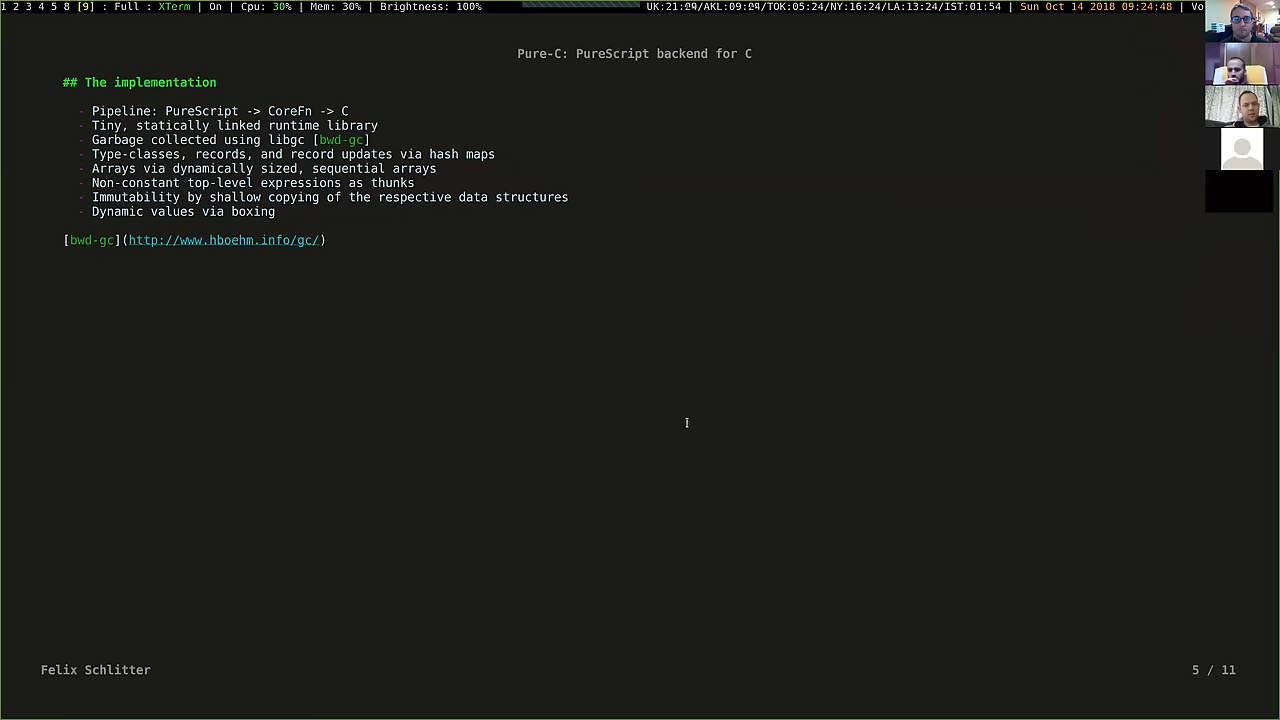 1 2 3 4 5 8 [9] : Full : XTerm | On | Cpu: 30% | Mem: 30% | Brightness: 100%
UK:21:24/AKL:09:24/TOK:05:24/NY:16:24/LA:13:24/IST:01:54 | Sun Oct 14 2018 09:24:48 | Vo
Pure-C: PureScript backend for C
## The implementation
- Pipeline: PureScript -> CoreFn -> C
- Tiny, statically linked runtime library
- Garbage collected using libgc [bwd-gc]
- Type-classes, records, and record updates via hash maps
- Arrays via dynamically sized, sequential arrays
- Non-constant top-level expressions as thunks
- Immutability by shallow copying of the respective data structures
- Dynamic values via boxing
[bwd-gc](http://www.hboehm.info/gc/)
Felix Schlitter
5 / 11